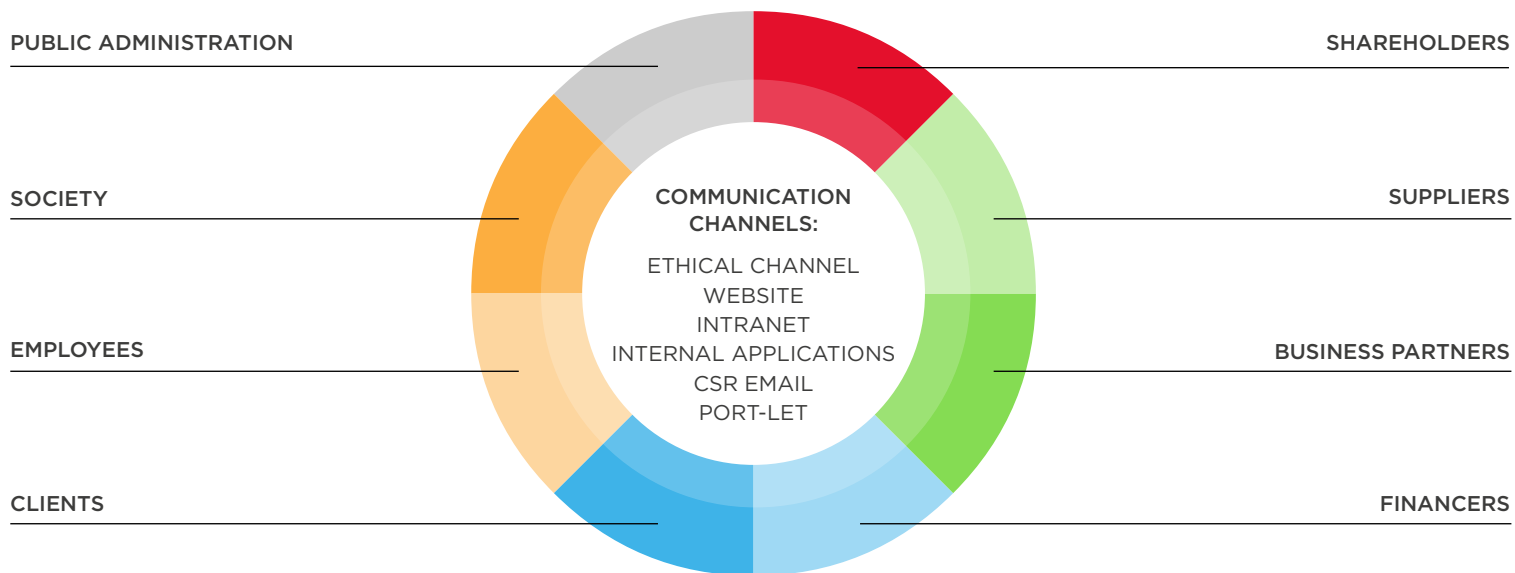 PUBLIC ADMINISTRATION
SHAREHOLDERS
SOCIETY
SUPPLIERS
EMPLOYEES
BUSINESS PARTNERS
CLIENTS
FINANCERS
COMMUNICATION
CHANNELS:
ETHICAL CHANNEL
WEBSITE
INTRANET
INTERNAL APPLICATIONS
CSR EMAIL
PORT-LET